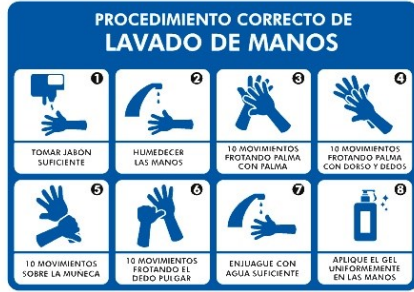 PROCEDIMIENTO CORRECTO DE
LAVADO DE MANOS
1
TOMAR JABON
SUFICIENTE
2
HUMEDECER
LAS MANOS
3
10 MOVIMIENTOS
FROTANDO PALMA
CON PALMA
4
10 MOVIMIENTOS
FROTANDO PALMA
CON DORSO Y DEDOS
5
10 MOVIMIENTOS
SOBRE LA MUÑECA
6
10 MOVIMIENTOS
FROTANDO EL
DEDO PULGAR
7
ENJUAGUE CON
AGUA SUFICIENTE
8
APLIQUE EL GEL
UNIFORMEMENTE
EN LAS MANOS